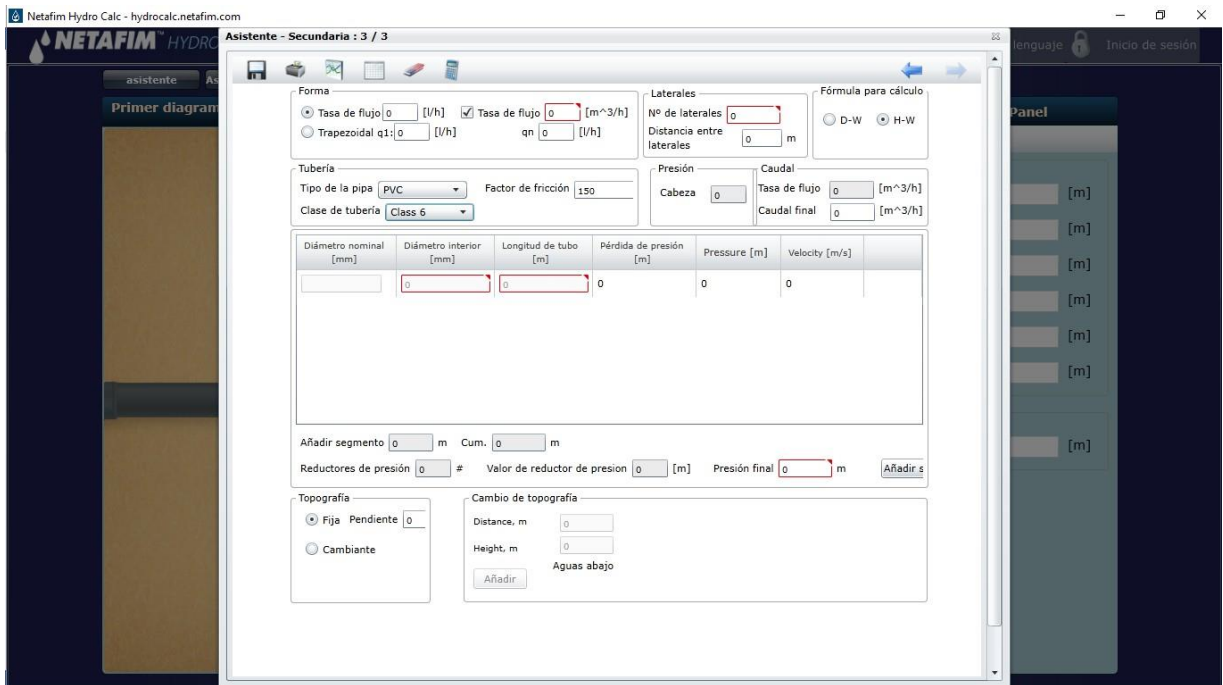 Netafim Hydro Calc - hydrocalc.netafim.com
NETAFIM™ HYDRO
lenguaje
Inicio de sesión
asistente
As
Primer diagram
Panel
Asistente - Secundaria : 3 / 3
Forma
Tasa de flujo 0 [l/h]
Tasa de flujo 0 [m^3/h]
Trapezoidal q1: 0 [l/h]
qn 0 [l/h]
Laterales
Nº de laterales 0
Distancia entre
laterales 0 m
Fórmula para cálculo
D-W H-W
Tubería
Tipo de la pipa PVC
Factor de fricción 150
Clase de tubería Class 6
Presión
Cabeza 0
Caudal
Tasa de flujo 0 [m^3/h]
Caudal final 0 [m^3/h]
Diámetro nominal
[mm]
Diámetro interior
[mm]
Longitud de tubo
[m]
Pérdida de presión
[m]
Pressure [m]
Velocity [m/s]
0 0 0 0 0
Añadir segmento 0 m Cum. 0 m
Reductores de presión 0 # Valor de reductor de presion 0 [m] Presión final 0 m Añadir s
Topografía
Fija Pendiente 0
Cambiante
Cambio de topografía
Distance, m 0
Height, m 0
Aguas abajo
Añadir
[m]
[m]
[m]
[m]
[m]
[m]
[m]